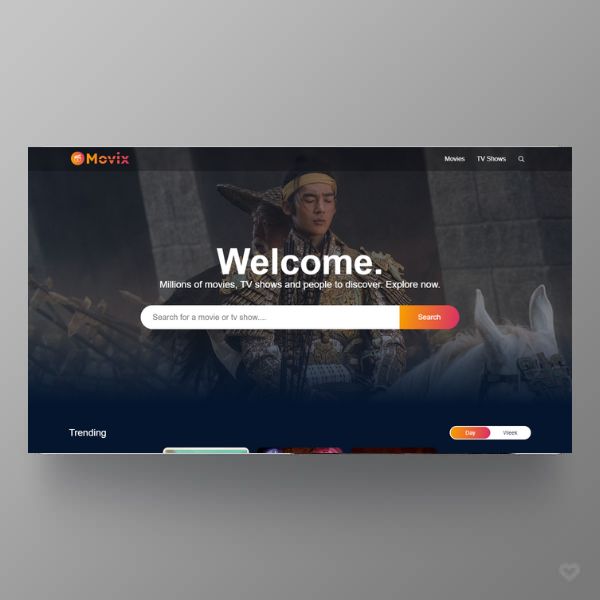 Movix
Movies TV Shows
Welcome.
Millions of movies, TV shows and people to discover. Explore now.
Search for a movie or tv show....
Search
Trending
Day Week